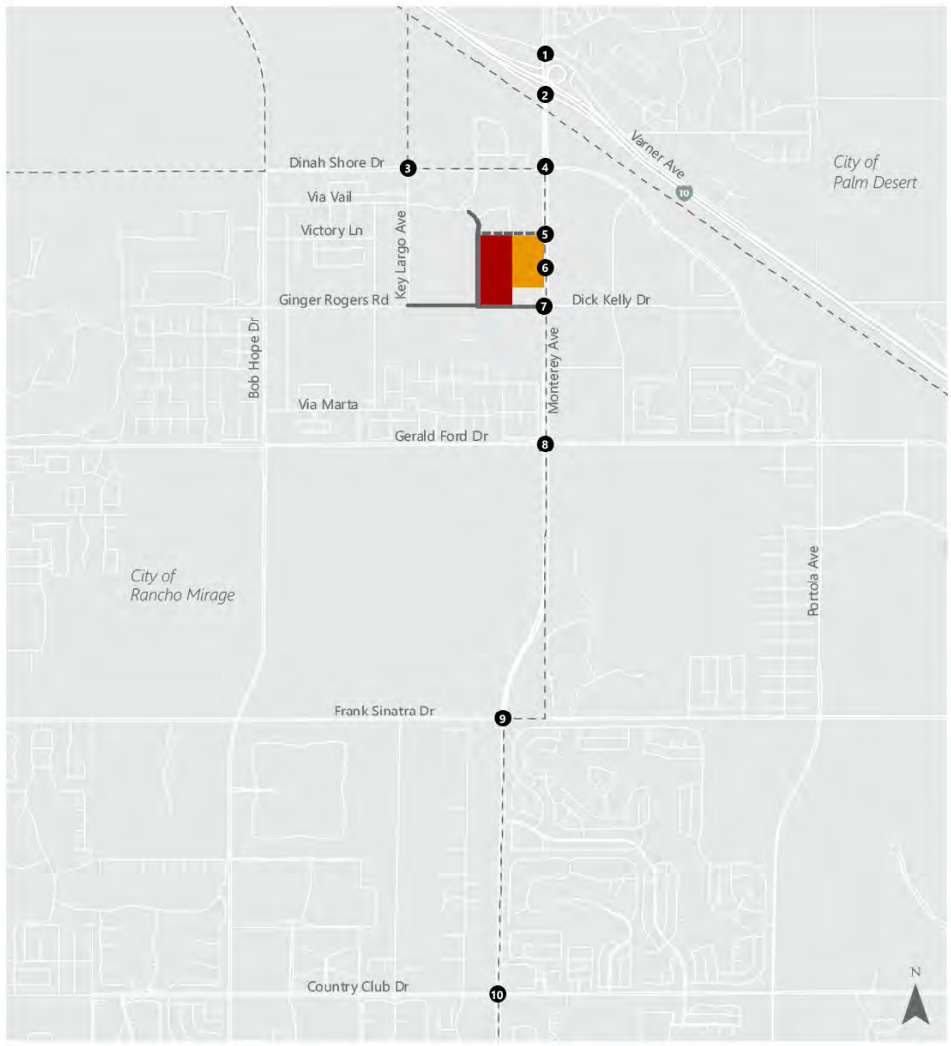 1
2
Varner Ave
City of
Palm Desert
Dinah Shore Dr
3
4
10
Via Vail
Victory Ln
Key Largo Ave
5
6
Ginger Rogers Rd
7
Dick Kelly Dr
Bob Hope Dr
Monterey Ave
Via Marta
Gerald Ford Dr
8
City of
Rancho Mirage
Portola Ave
Frank Sinatra Dr
9
N
Country Club Dr
10